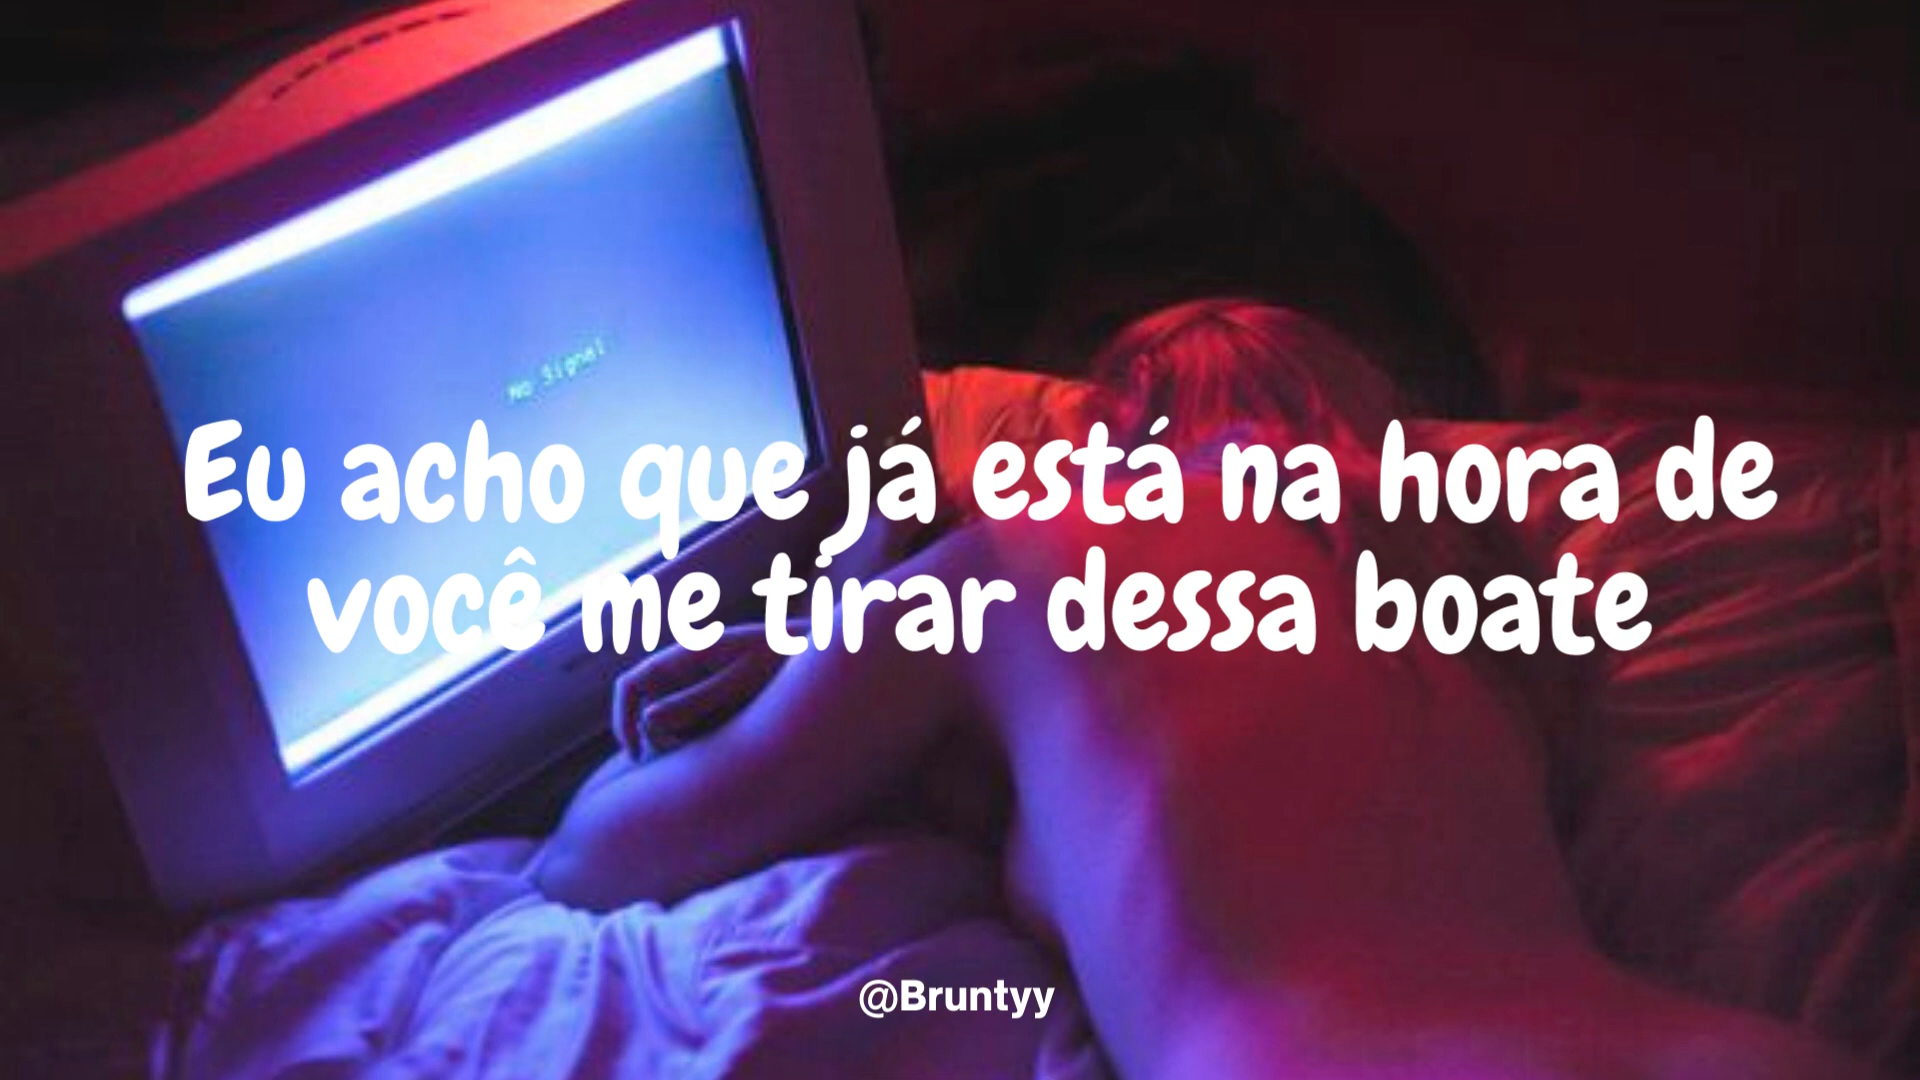 No Signal
Eu acho que já está na hora de
você me tirar dessa boate
@Bruntyy